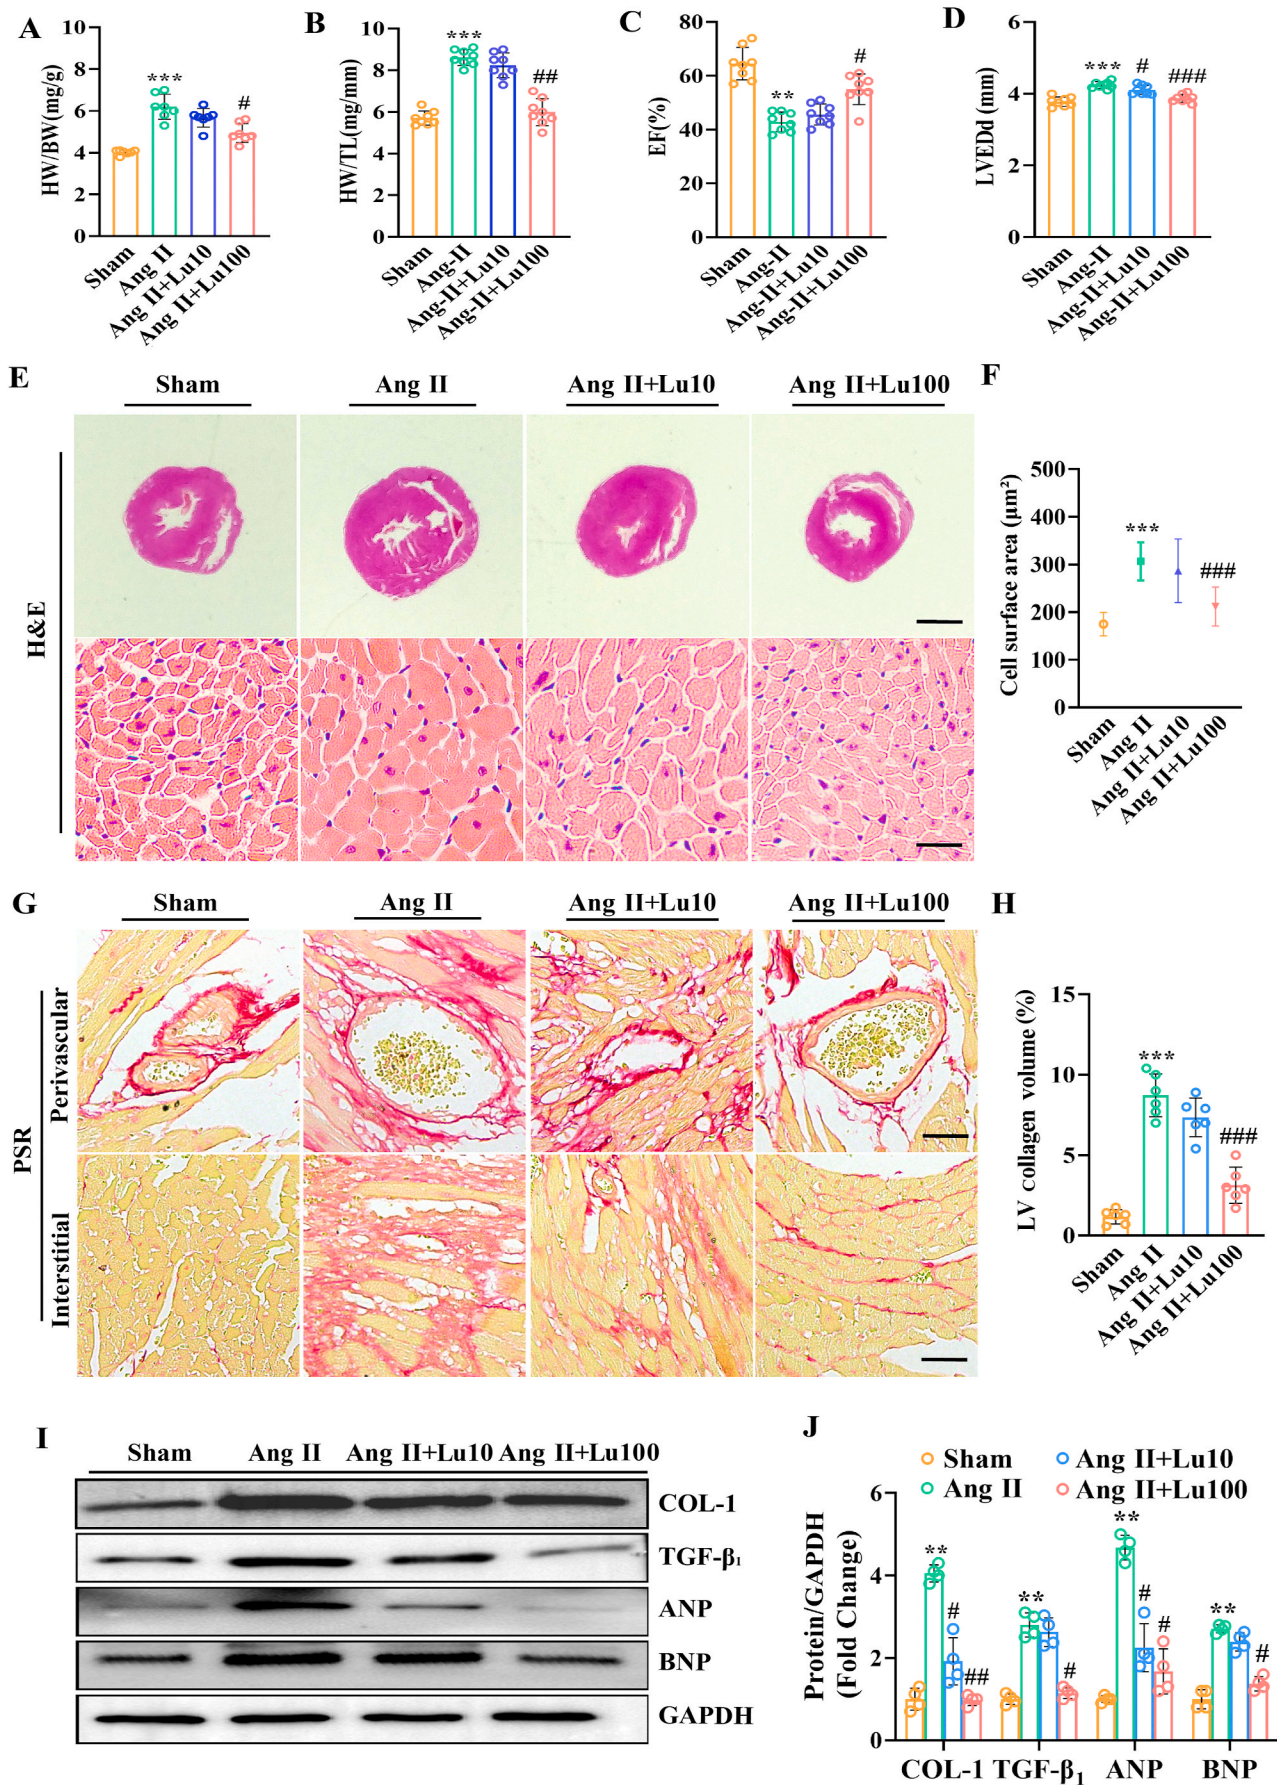 A
HW/BW(mg/g)
10
8
6
4
2
0
***
#
Sham
Ang II
Ang II+Lu10
Ang II+Lu100
B
HW/TL(mg/mm)
10
8
6
4
2
0
***
##
Sham
Ang-II
Ang-II+Lu10
Ang-II+Lu100
C
EF(%)
80
60
40
20
0
**
#
Sham
Ang-II
Ang-II+Lu10
Ang-II+Lu100
D
LVEDd (mm)
6
4
2
0
***
#
###
Sham
Ang-II
Ang-II+Lu10
Ang-II+Lu100
E
Sham
Ang II
Ang II+Lu10
Ang II+Lu100
H&E
F
Cell surface area (µm²)
500
400
300
200
100
0
***
###
Sham
Ang II
Ang II+Lu10
Ang II+Lu100
G
Sham
Ang II
Ang II+Lu10
Ang II+Lu100
PSR
Perivascular
Interstitial
H
LV collagen volume (%)
15
10
5
0
***
###
Sham
Ang II
Ang II+Lu10
Ang II+Lu100
I
Sham Ang II Ang II+Lu10 Ang II+Lu100
COL-1
TGF-β₁
ANP
BNP
GAPDH
J
Sham
Ang II+Lu10
Ang II
Ang II+Lu100
Protein/GAPDH
(Fold Change)
6
4
2
0
**
#
##
**
#
**
#
#
**
#
COL-1 TGF-β₁ ANP BNP